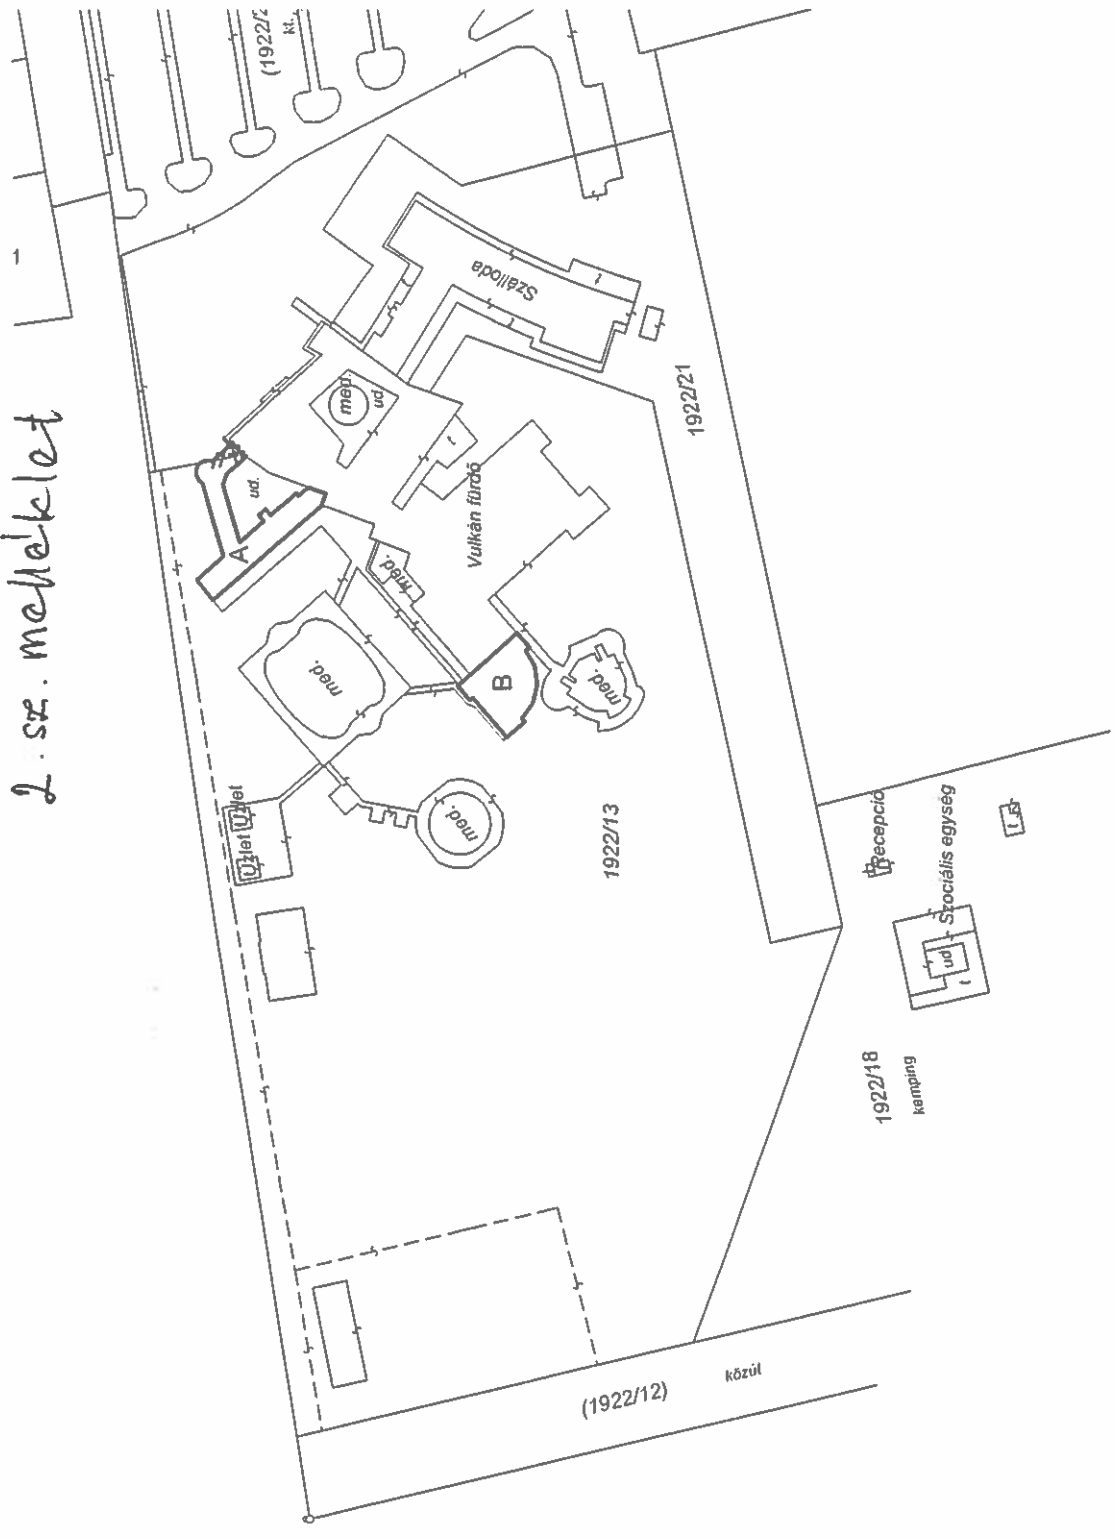 2. sz. melléklet
(1922/2
kt.
1
Szálloda
t
med.
ud.
ud.
A
t
Vulkán fürdő
1922/21
med.
med.
B
med.
med.
Üzlet
Üzlet
1922/13
Recepció
Szociális egység
t
ud
t
1922/18
kemping
(1922/12)
közút